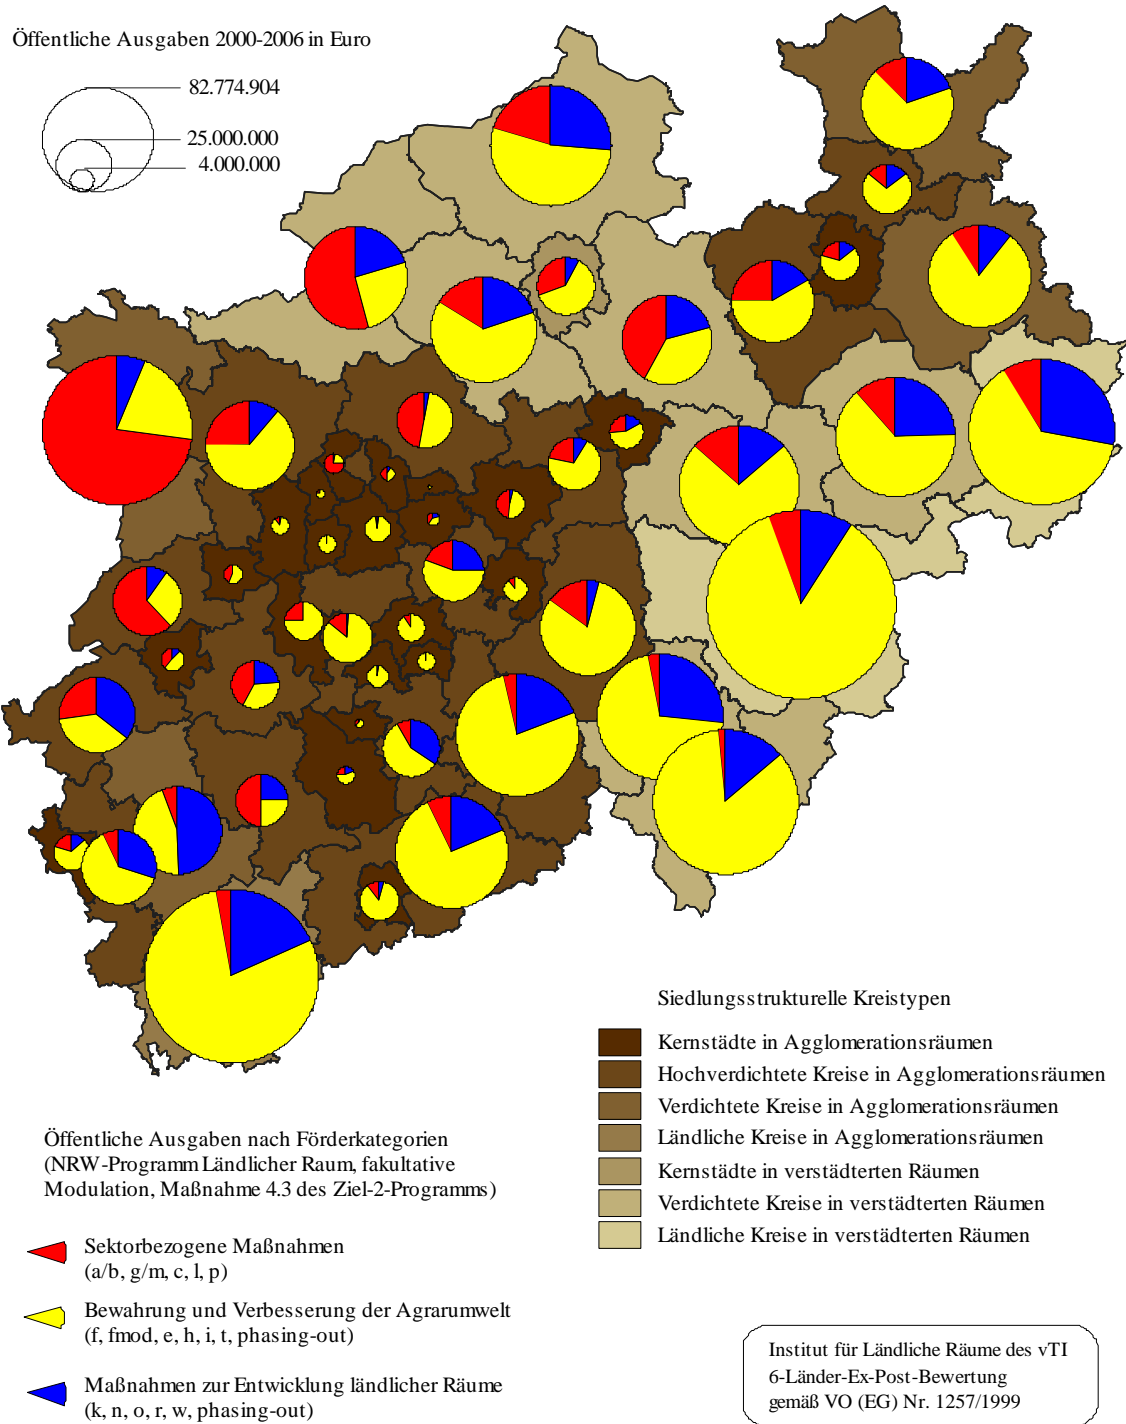 Öffentliche Ausgaben 2000-2006 in Euro
82.774.904
25.000.000
4.000.000
Siedlungsstrukturelle Kreistypen
Kernstädte in Agglomerationsräumen
Hochverdichtete Kreise in Agglomerationsräumen
Verdichtete Kreise in Agglomerationsräumen
Ländliche Kreise in Agglomerationsräumen
Kernstädte in verstädterten Räumen
Verdichtete Kreise in verstädterten Räumen
Ländliche Kreise in verstädterten Räumen
Öffentliche Ausgaben nach Förderkategorien
(NRW-Programm Ländlicher Raum, fakultative
Modulation, Maßnahme 4.3 des Ziel-2-Programms)
Sektorbezogene Maßnahmen
(a/b, g/m, c, l, p)
Bewahrung und Verbesserung der Agrarumwelt
(f, fmod, e, h, i, t, phasing-out)
Maßnahmen zur Entwicklung ländlicher Räume
(k, n, o, r, w, phasing-out)
Institut für Ländliche Räume des vTI
6-Länder-Ex-Post-Bewertung
gemäß VO (EG) Nr. 1257/1999